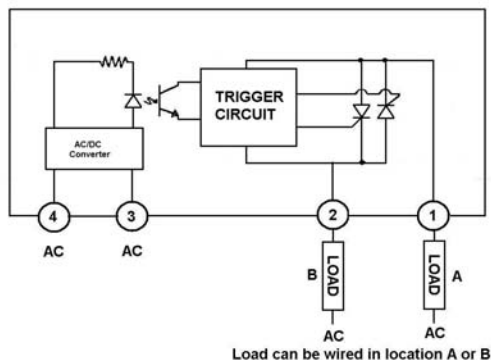 TRIGGER
CIRCUIT
AC/DC
Converter
4
3
2
1
AC
AC
B
LOAD
LOAD
A
AC
AC
Load can be wired in location A or B